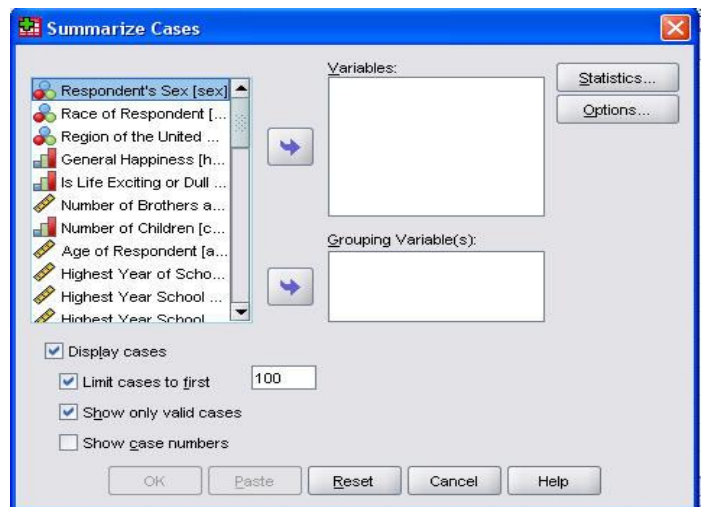 Summarize Cases
Respondent's Sex [sex]
Race of Respondent [...
Region of the United ...
General Happiness [h...
Is Life Exciting or Dull ...
Number of Brothers a...
Number of Children [c...
Age of Respondent [a...
Highest Year of Scho...
Highest Year School ...
Highest Year School
Variables:
Grouping Variable(s):
Statistics...
Options...
Display cases
Limit cases to first 100
Show only valid cases
Show case numbers
OK Paste Reset Cancel Help